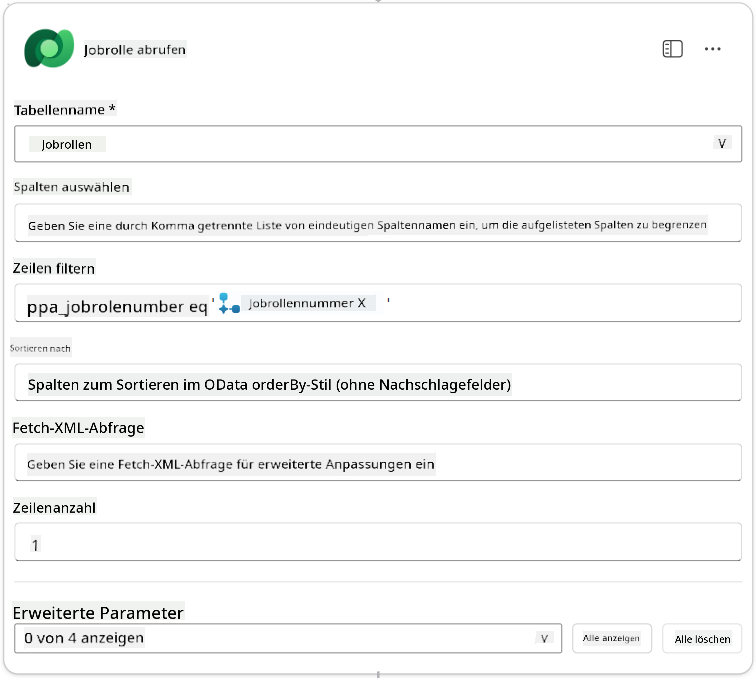 Jobrolle abrufen
Tabellenname *
Jobrollen
V
Spalten auswählen
Geben Sie eine durch Komma getrennte Liste von eindeutigen Spaltennamen ein, um die aufgelisteten Spalten zu begrenzen
Zeilen filtern
ppa_jobrolenumber eq ' Jobrollennummer X '
Sortieren nach
Spalten zum Sortieren im OData orderBy-Stil (ohne Nachschlagefelder)
Fetch-XML-Abfrage
Geben Sie eine Fetch-XML-Abfrage für erweiterte Anpassungen ein
Zeilenanzahl
1
Erweiterte Parameter
0 von 4 anzeigen V Alle anzeigen Alle löschen